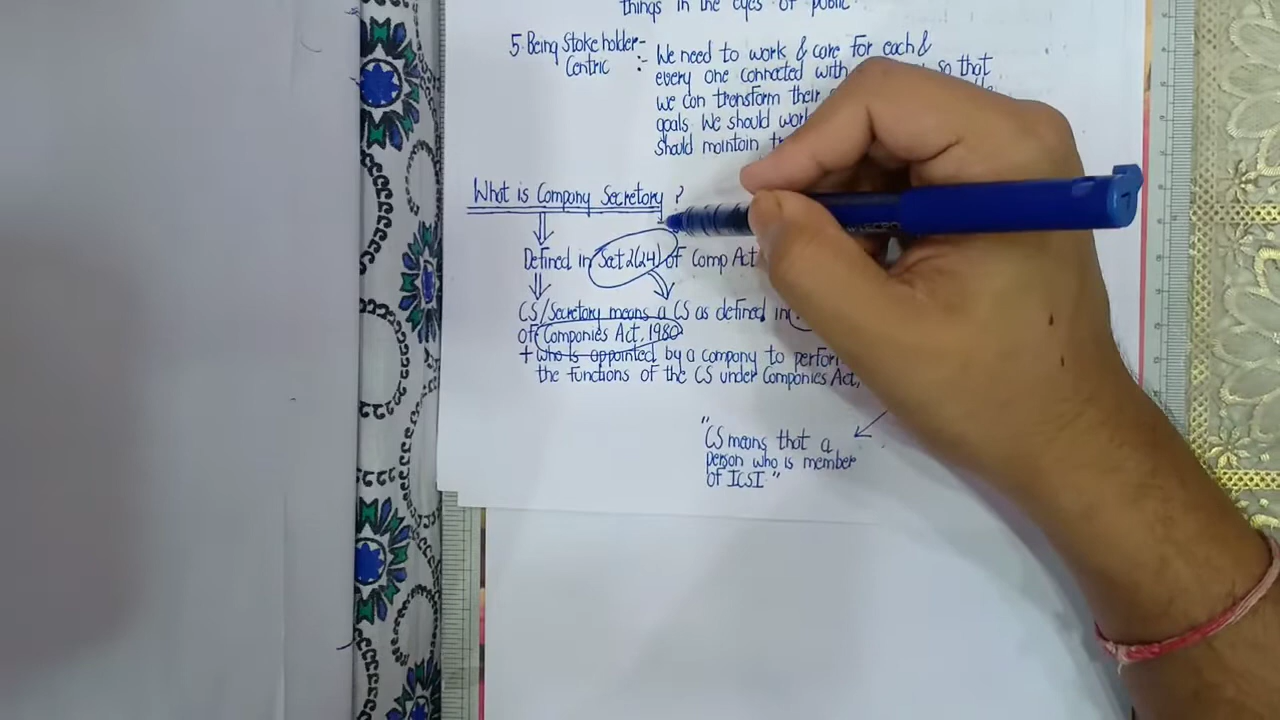 things in the eyes of public.
5. Being Stakeholder-
Centric :- We need to work & care for each &
every one connected with so that
we can transform their
goals. We should work
should maintain
What is Company Secretary ?
Defined in Sect 2(24) of Comp Act
CS/Secretary means a CS as defined in
of Companies Act, 1980
+ who is appointed by a company to perform
the functions of the CS under Companies Act,
"CS means that a
person who is member
of ICSI"